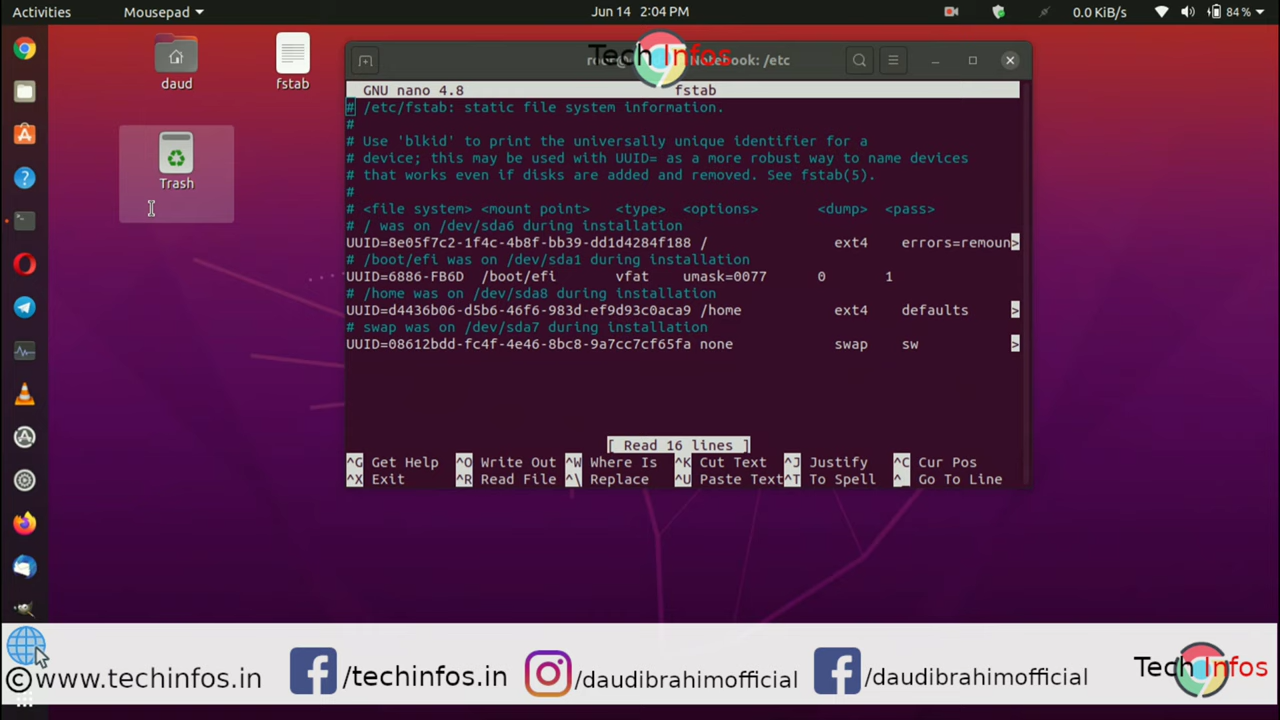 Activities
Mousepad
Jun 14 2:04 PM
0.0 KiB/s
84 %
daud
fstab
Trash
Tech Infos
Notebook: /etc
GNU nano 4.8 fstab
# /etc/fstab: static file system information.
#
# Use 'blkid' to print the universally unique identifier for a
# device; this may be used with UUID= as a more robust way to name devices
# that works even if disks are added and removed. See fstab(5).
#
# <file system> <mount point> <type> <options> <dump> <pass>
# / was on /dev/sda6 during installation
UUID=8e05f7c2-1f4c-4b8f-bb39-dd1d4284f188 / ext4 errors=remoun>
# /boot/efi was on /dev/sda1 during installation
UUID=6886-FB6D /boot/efi vfat umask=0077 0 1
# /home was on /dev/sda8 during installation
UUID=d4436b06-d5b6-46f6-983d-ef9d93c0aca9 /home ext4 defaults >
# swap was on /dev/sda7 during installation
UUID=08612bdd-fc4f-4e46-8bc8-9a7cc7cf65fa none swap sw >
[ Read 16 lines ]
^G Get Help ^O Write Out ^W Where Is ^K Cut Text ^J Justify ^C Cur Pos
^X Exit ^R Read File ^\ Replace ^U Paste Text ^T To Spell ^_ Go To Line
©www.techinfos.in
/techinfos.in
/daudibrahimofficial
/daudibrahimofficial
Tech Infos